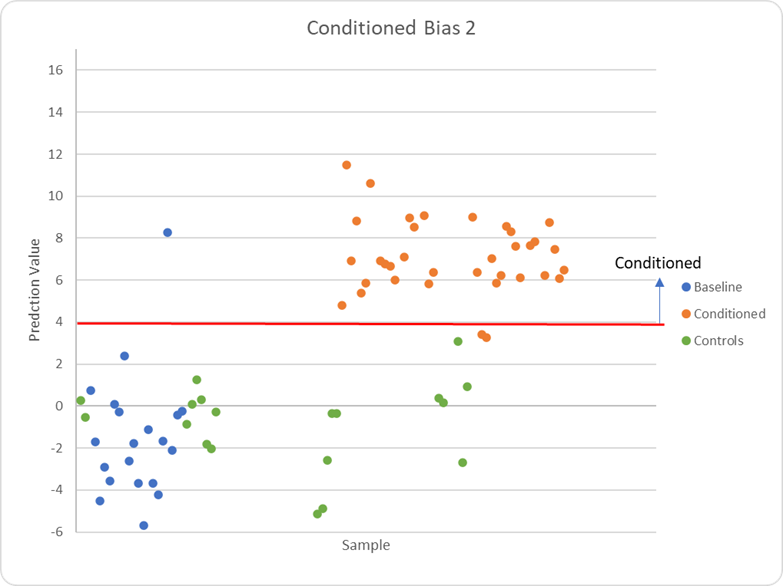 Conditioned Bias 2
16
14
12
10
8
6
4
2
0
-2
-4
-6
Predction Value
Sample
Conditioned
Baseline
Conditioned
Controls